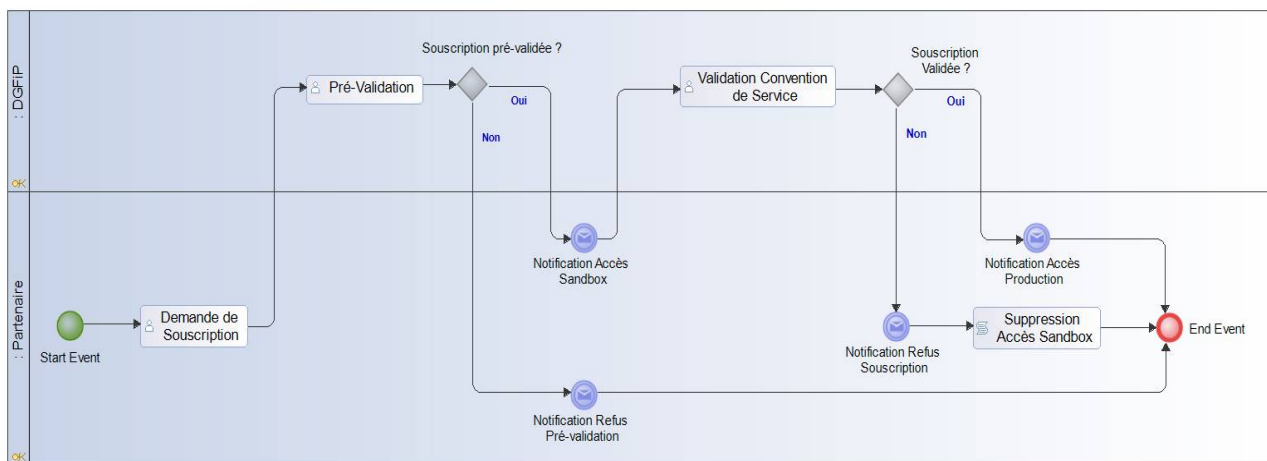 : DGFiP
OK
Souscription pré-validée ?
Pré-Validation
Oui
Non
Validation Convention
de Service
Souscription
Validée ?
Oui
Non
: Partenaire
OK
Start Event
Demande de
Souscription
Notification Accès
Sandbox
Notification Refus
Pré-validation
Notification Accès
Production
Notification Refus
Souscription
Suppression
Accès Sandbox
End Event